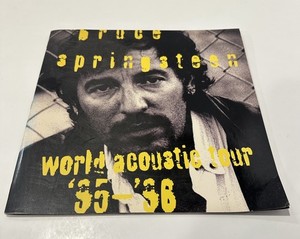 bruce
springsteen
world acoustic tour
'95-'96